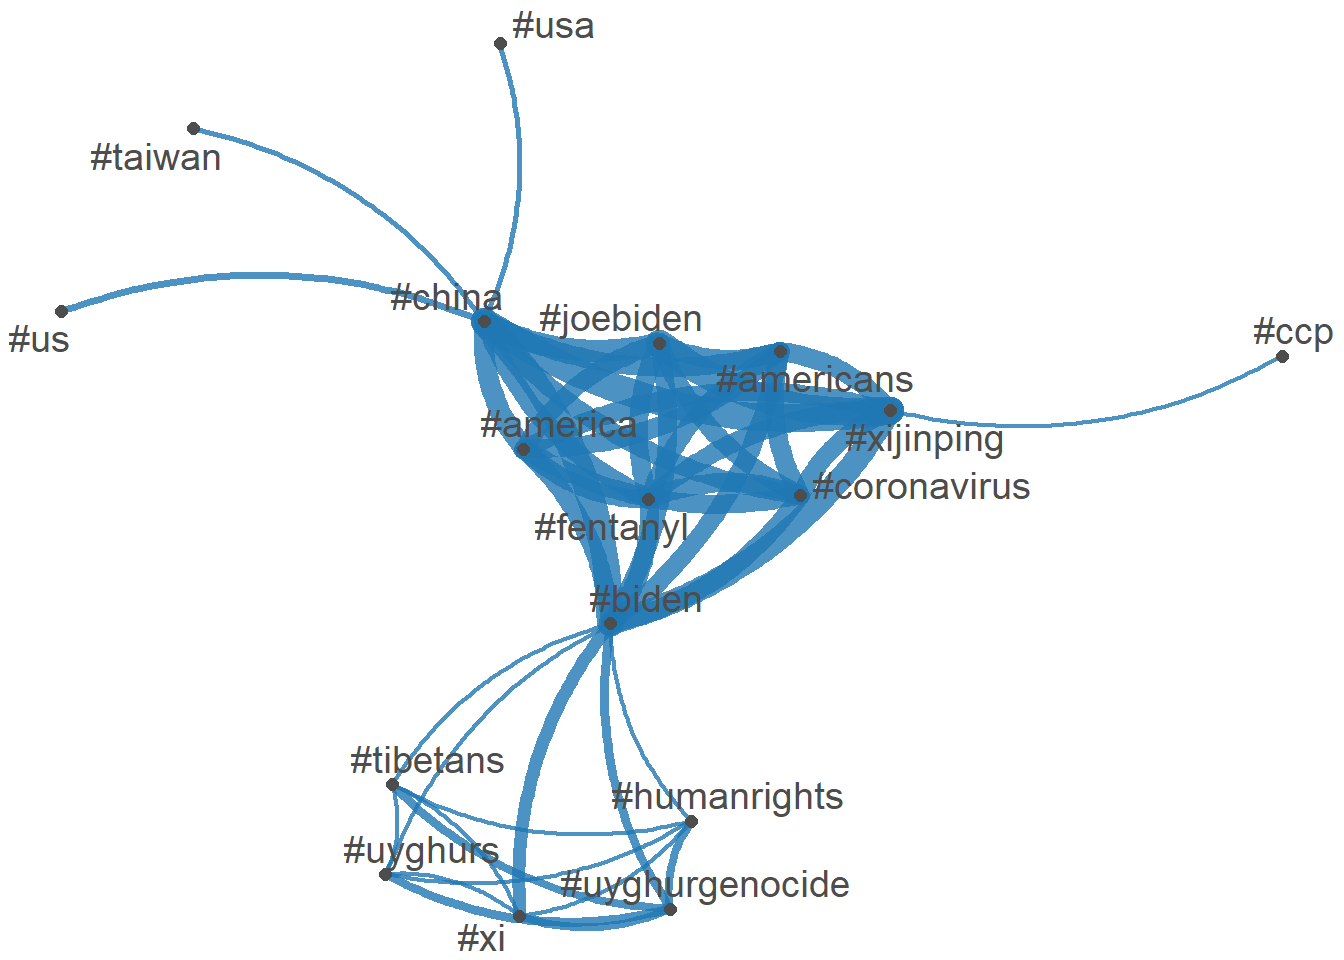 #usa
#taiwan
#china
#joebiden
#us
#ccp
#americans
#america
#xijinping
#coronavirus
#fentanyl
#biden
#tibetans
#humanrights
#uyghurs
#uyghurgenocide
#xi